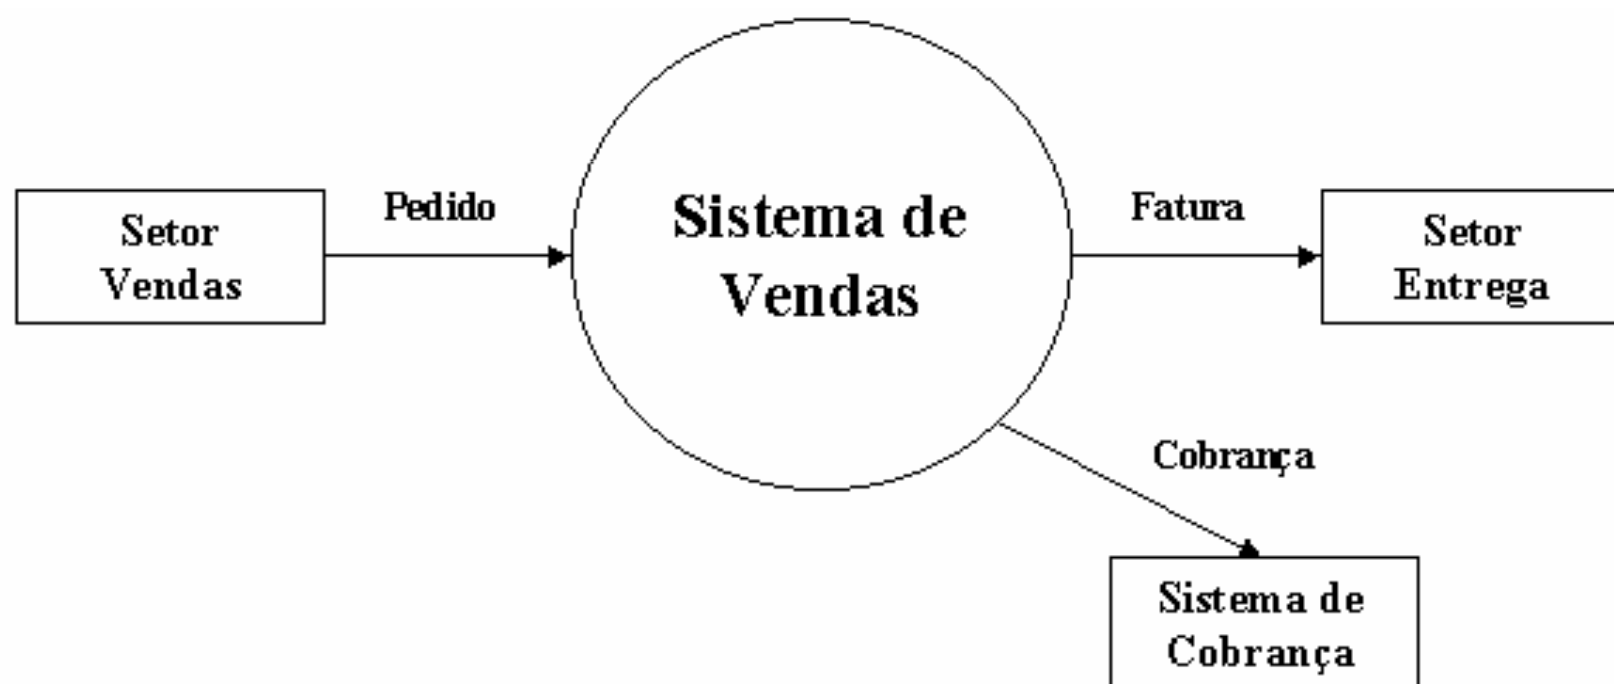 Setor
Vendas
Pedido
Sistema de
Vendas
Fatura
Setor
Entrega
Cobrança
Sistema de
Cobrança